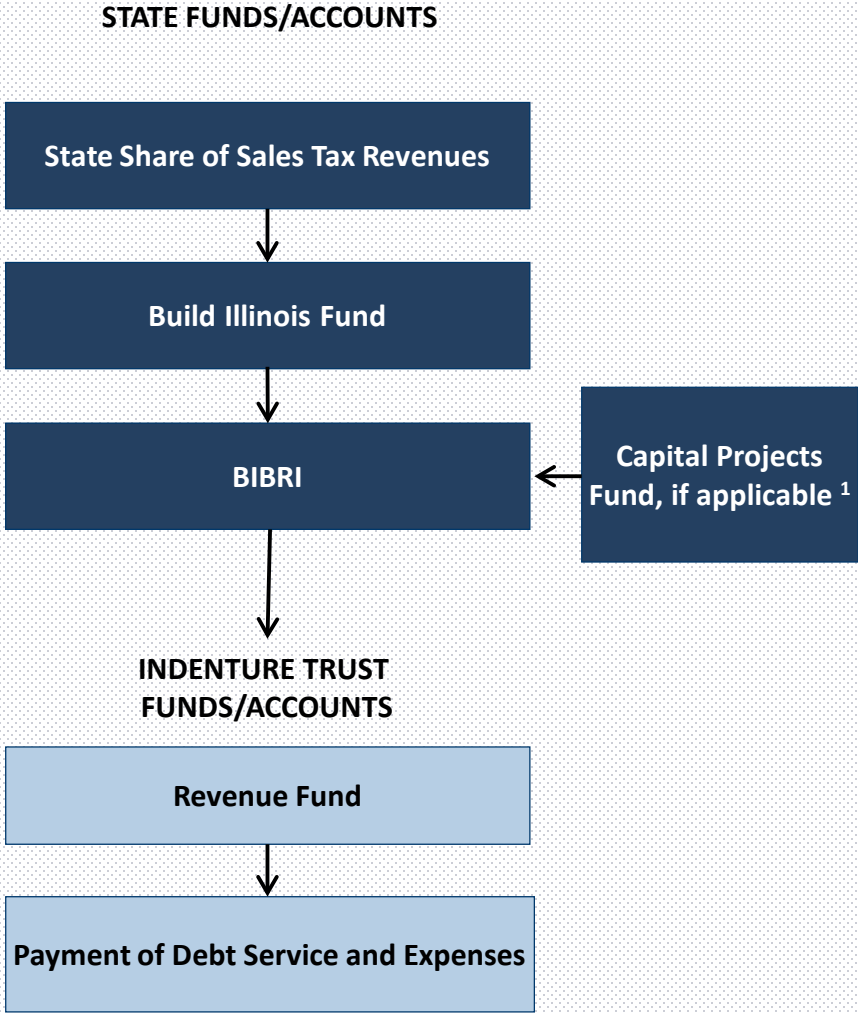 STATE FUNDS/ACCOUNTS
State Share of Sales Tax Revenues
Build Illinois Fund
BIBRI
Capital Projects
Fund, if applicable ¹
INDENTURE TRUST
FUNDS/ACCOUNTS
Revenue Fund
Payment of Debt Service and Expenses